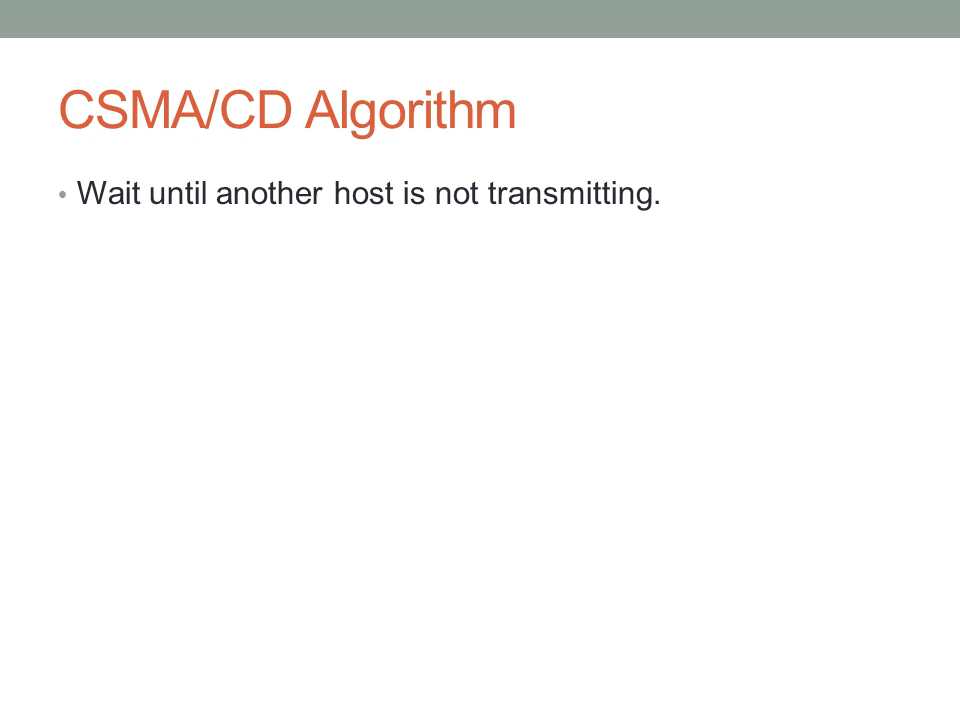 CSMA/CD Algorithm
• Wait until another host is not transmitting.